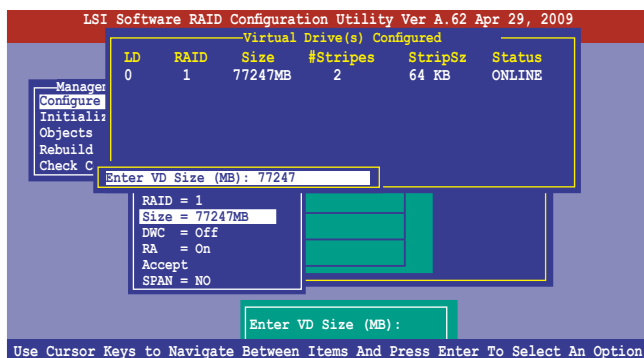 LSI Software RAID Configuration Utility Ver A.62 Apr 29, 2009
Virtual Drive(s) Configured
LD RAID Size #Stripes StripSz Status
0 1 77247MB 2 64 KB ONLINE
Managem
Configure
Initializ
Objects
Rebuild
Check C
Enter VD Size (MB): 77247
RAID = 1
Size = 77247MB
DWC = Off
RA = On
Accept
SPAN = NO
Enter VD Size (MB):
Use Cursor Keys to Navigate Between Items And Press Enter To Select An Option